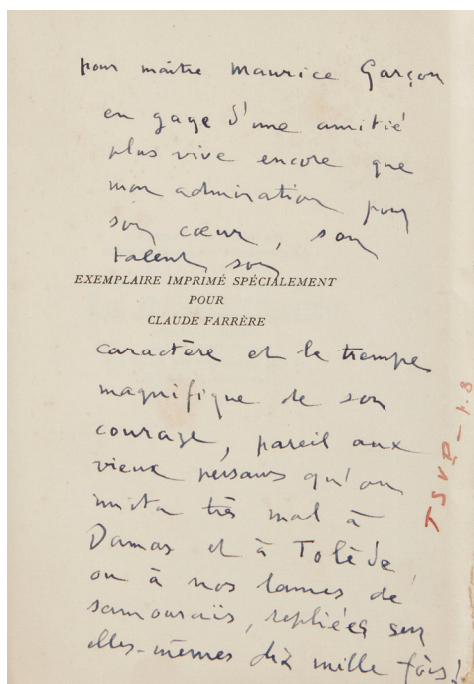 pour maître Maurice Garçon
en gage d'une amitié
plus vive encore que
mon admiration pour
son cœur, son
talent, son
EXEMPLAIRE IMPRIMÉ SPÉCIALEMENT
POUR
CLAUDE FARRÈRE
caractère et la trempe
magnifique de son
courage, pareil aux
vieux persans qu'on
imita très mal à
Damas et à Tolède,
ou à nos lames de
samouraïs, repliées sur
elles-mêmes dix mille fois!
TSVP